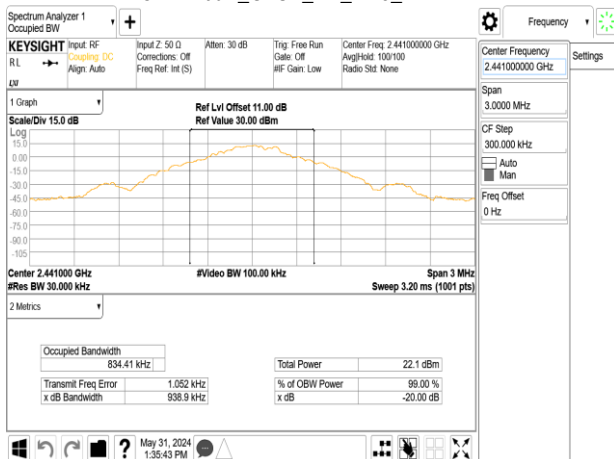 Spectrum Analyzer 1
Occupied BW
+
Frequency
KEYSIGHT
RL
LXI
Input: RF
Coupling: DC
Align: Auto
Input Z: 50 Ω
Corrections: Off
Freq Ref: Int (S)
Atten: 30 dB
Trig: Free Run
Gate: Off
#IF Gain: Low
Center Freq: 2.441000000 GHz
Avg|Hold: 100/100
Radio Std: None
Center Frequency
2.441000000 GHz
Settings
Span
3.0000 MHz
CF Step
300.000 kHz
Auto
Man
Freq Offset
0 Hz
1 Graph
Scale/Div 15.0 dB
Ref Lvl Offset 11.00 dB
Ref Value 30.00 dBm
Log
15.0
0.00
-15.0
-30.0
-45.0
-60.0
-75.0
-90.0
-105
Center 2.441000 GHz
#Video BW 100.00 kHz
Span 3 MHz
#Res BW 30.000 kHz
Sweep 3.20 ms (1001 pts)
2 Metrics
Occupied Bandwidth
834.41 kHz
Total Power 22.1 dBm
Transmit Freq Error 1.052 kHz
% of OBW Power 99.00 %
x dB Bandwidth 938.9 kHz
x dB -20.00 dB
?
May 31, 2024
1:35:43 PM